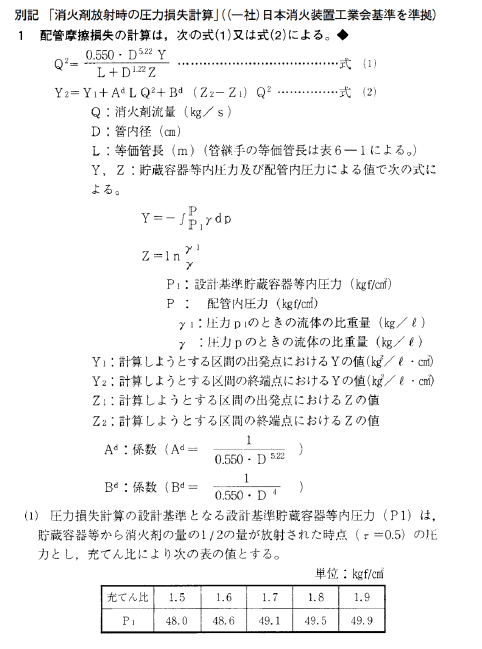 別記 「消火剤放射時の圧力損失計算」((一社)日本消火装置工業会基準を準拠)
1 配管摩擦損失の計算は，次の式(1)又は式(2)による。◆
Q²＝ 0.550・D^5.22 Y / L＋D^1.22 Z ……………………………………式 (1)
Y₂＝Y₁＋A^d L Q²＋B^d (Z₂－Z₁) Q² ……………式 (2)
Q：消火剤流量 (kg／s)
D：管内径 (㎝)
L：等価管長 (m) (管継手の等価管長は表6－1による。)
Y，Z：貯蔵容器等内圧力及び配管内圧力による値で次の式に
よる。
Y＝－∫ P P₁ γdp
Z＝ln γ₁/γ
P₁：設計基準貯蔵容器等内圧力 (kgf/㎠)
P ： 配管内圧力 (kgf/㎠)
γ₁：圧力p₁のときの流体の比重量 (kg／ℓ)
γ ：圧力pのときの流体の比重量 (kg／ℓ)
Y₁：計算しようとする区間の出発点におけるYの値(kg²／ℓ・㎠)
Y₂：計算しようとする区間の終端点におけるYの値(kg²／ℓ・㎠)
Z₁：計算しようとする区間の出発点におけるZの値
Z₂：計算しようとする区間の終端点におけるZの値
A^d：係数 (A^d＝ 1 / 0.550・D^5.22 )
B^d：係数 (B^d＝ 1 / 0.550・D^4 )
(1) 圧力損失計算の設計基準となる設計基準貯蔵容器等内圧力 (P1) は，
貯蔵容器等から消火剤の量の1/2の量が放射された時点 (τ＝0.5) の圧
力とし，充てん比により次の表の値とする。
単位：kgf/㎠
充てん比 1.5 1.6 1.7 1.8 1.9
P₁ 48.0 48.6 49.1 49.5 49.9